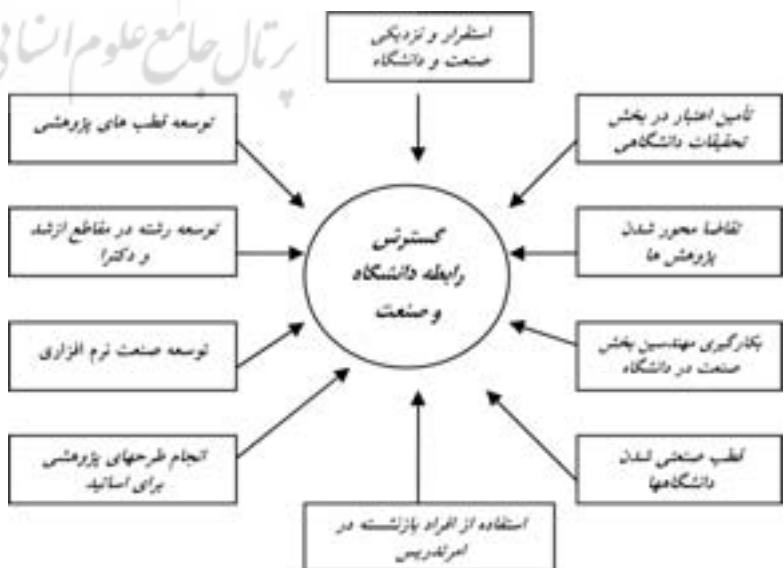 پرتال جامع علوم انسانی
استقرار و نزدیکی
صنعت و دانشگاه
تأمین اعتبار در بخش
تحقیقات دانشگاهی
توسعه قطب های پژوهشی
تقاضا محور شدن
پژوهش ها
توسعه رشته در مقاطع ارشد
و دکترا
گسترش
رابطه دانشگاه
و صنعت
بکارگیری مهندسین بخش
صنعت در دانشگاه
توسعه صنعت نرم افزاری
قطب صنعتی شدن
دانشگاهها
انجام طرحهای پژوهشی
برای اساتید
استفاده از افراد بازنشسته در
امر تدریس